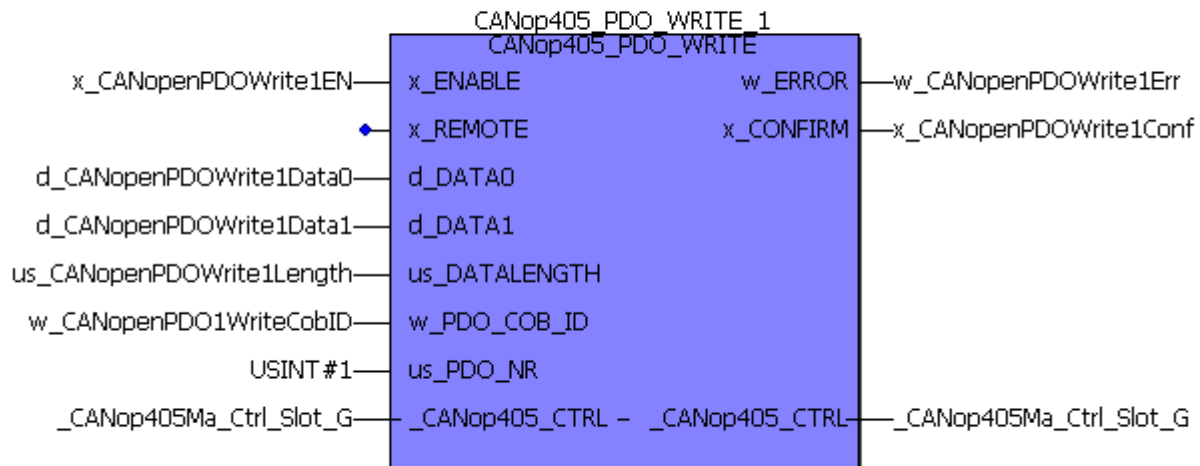 CANop405_PDO_WRITE_1
CANop405_PDO_WRITE
x_CANopenPDOWrite1EN x_ENABLE w_ERROR w_CANopenPDOWrite1Err
x_REMOTE x_CONFIRM x_CANopenPDOWrite1Conf
d_CANopenPDOWrite1Data0 d_DATA0
d_CANopenPDOWrite1Data1 d_DATA1
us_CANopenPDOWrite1Length us_DATALENGTH
w_CANopenPDO1WriteCobID w_PDO_COB_ID
USINT#1 us_PDO_NR
_CANop405Ma_Ctrl_Slot_G _CANop405_CTRL – _CANop405_CTRL _CANop405Ma_Ctrl_Slot_G